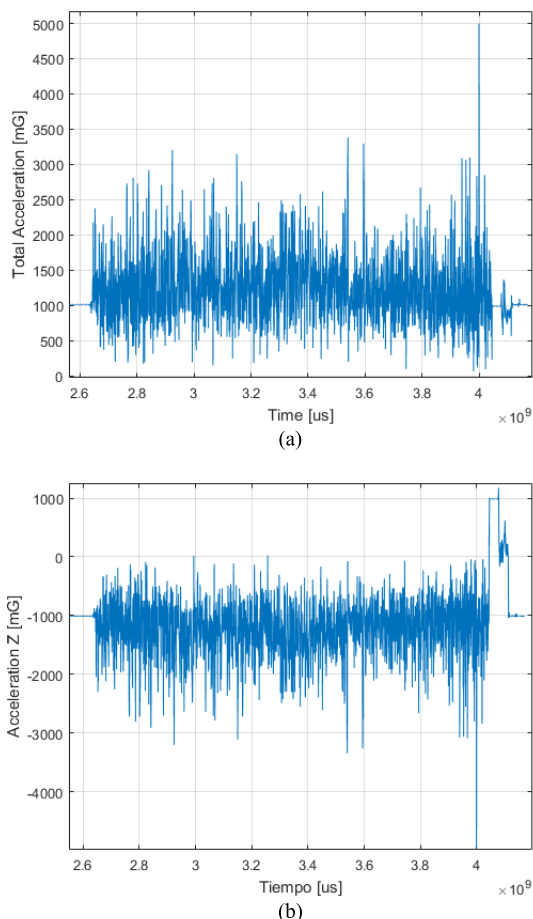 5000
4500
4000
3500
3000
2500
2000
1500
1000
500
0
Total Acceleration [mG]
2.6 2.8 3 3.2 3.4 3.6 3.8 4
Time [us]
×10^9
(a)
1000
0
-1000
-2000
-3000
-4000
Acceleration Z [mG]
2.6 2.8 3 3.2 3.4 3.6 3.8 4
Tiempo [us]
×10^9
(b)